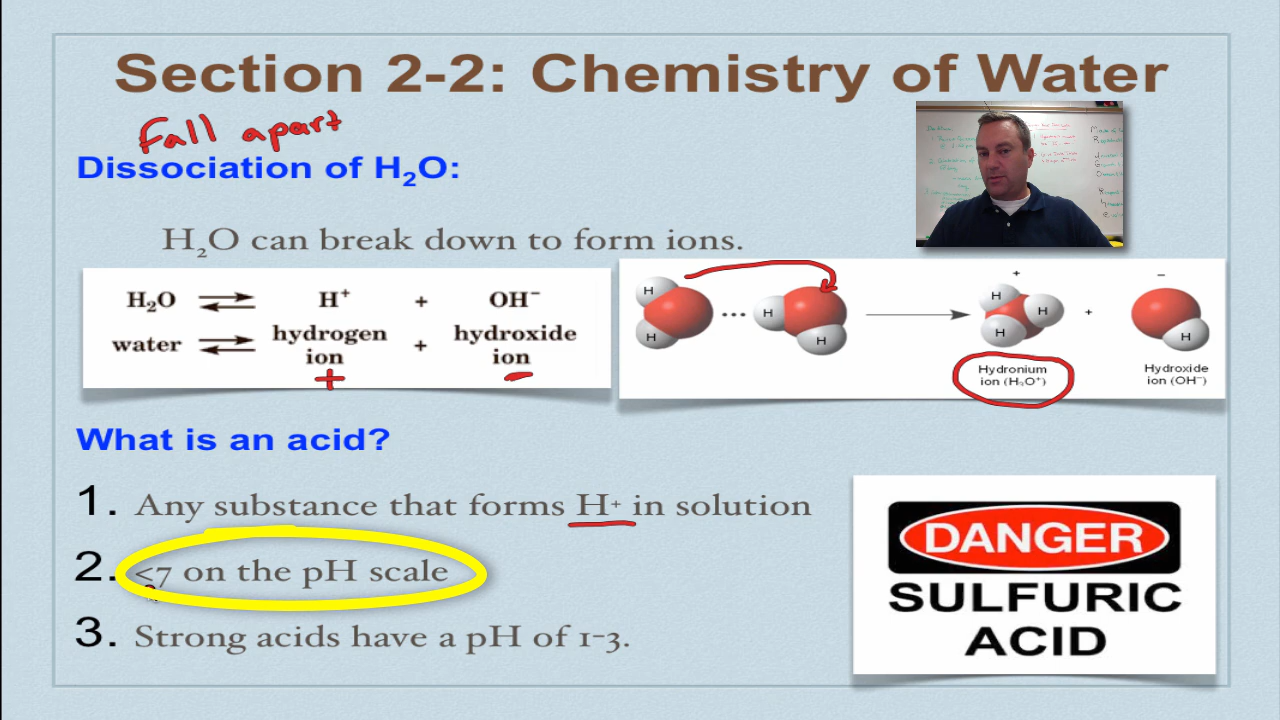 Section 2-2: Chemistry of Water
Fall apart
Dissociation of H₂O:
H₂O can break down to form ions.
H₂O ⇌ H⁺ + OH⁻
water ⇌ hydrogen ion + hydroxide ion
+ −
H H H H … → + + −
H H H H
Hydronium ion (H₃O⁺)
Hydroxide ion (OH⁻)
What is an acid?
1. Any substance that forms H⁺ in solution
2. <7 on the pH scale
3. Strong acids have a pH of 1-3.
DANGER
SULFURIC
ACID